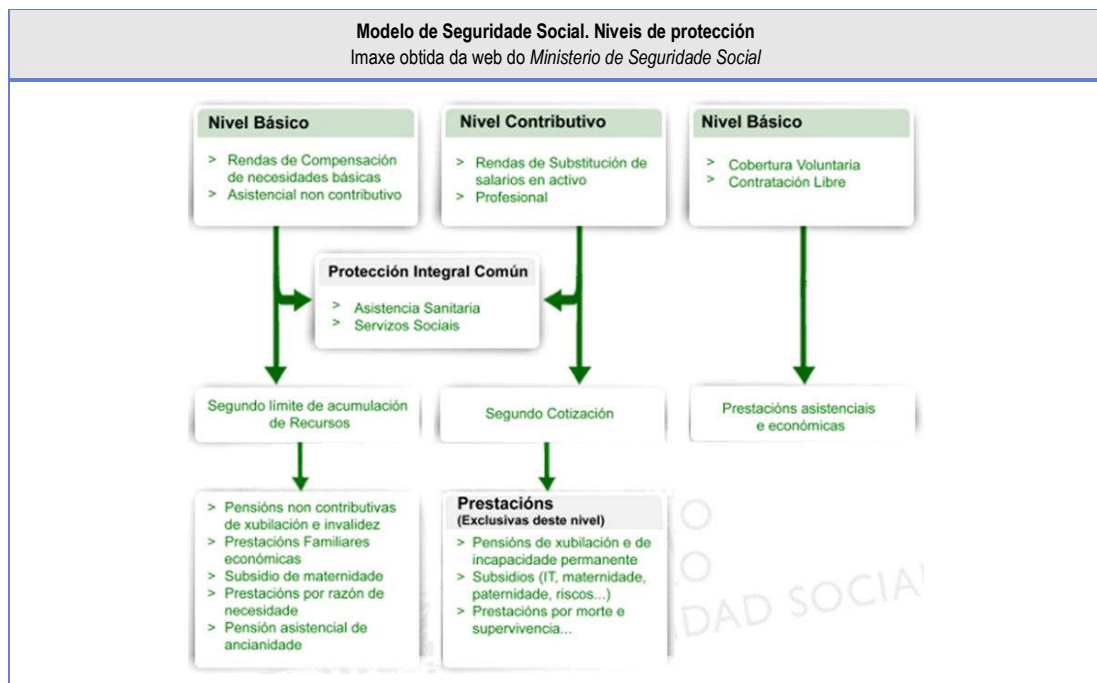 Modelo de Seguridade Social. Niveis de protección
Imaxe obtida da web do Ministerio de Seguridade Social
Nivel Básico
> Rendas de Compensación
de necesidades básicas
> Asistencial non contributivo
Nivel Contributivo
> Rendas de Substitución de
salarios en activo
> Profesional
Nivel Básico
> Cobertura Voluntaria
> Contratación Libre
Protección Integral Común
> Asistencia Sanitaria
> Servizos Sociais
Segundo límite de acumulación
de Recursos
Segundo Cotización
Prestacións asistenciais
e económicas
> Pensións non contributivas
de xubilación e invalidez
> Prestacións Familiares
económicas
> Subsidio de maternidade
> Prestacións por razón de
necesidade
> Pensión asistencial de
ancianidade
Prestacións
(Exclusivas deste nivel)
> Pensións de xubilación e de
incapacidade permanente
> Subsidios (IT, maternidade,
paternidade, riscos...)
> Prestacións por morte e
supervivencia...
DAD SOCIA